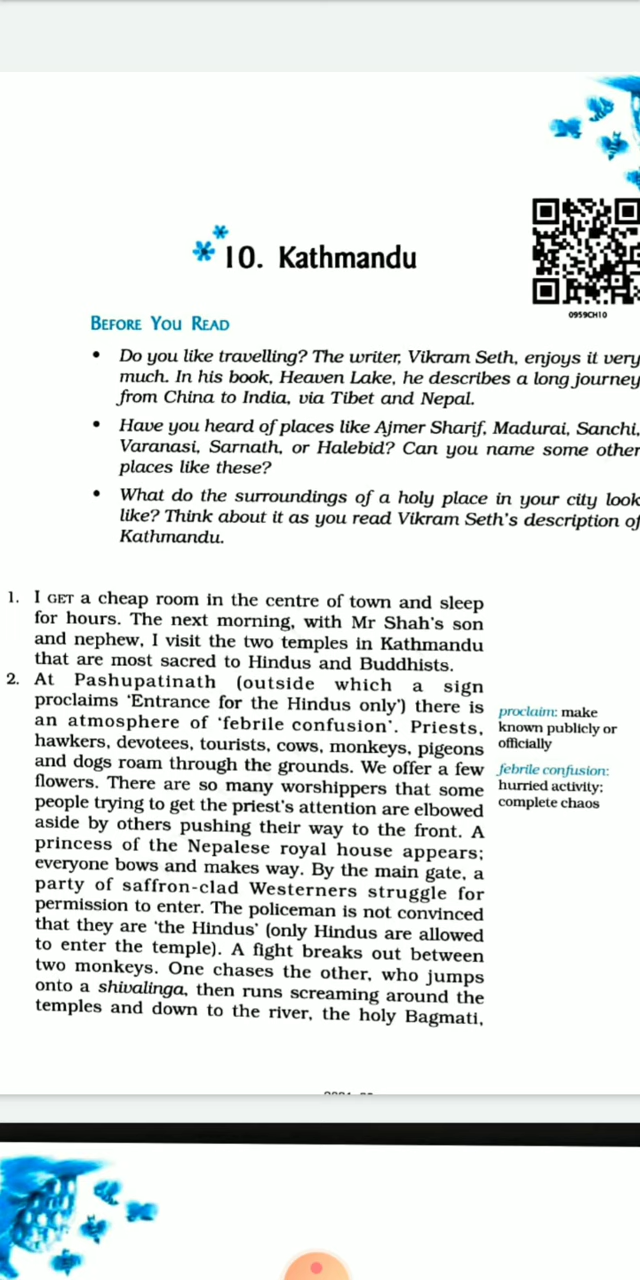 10. Kathmandu
0959CH10
BEFORE YOU READ
• Do you like travelling? The writer, Vikram Seth, enjoys it very
much. In his book, Heaven Lake, he describes a long journey
from China to India, via Tibet and Nepal.
• Have you heard of places like Ajmer Sharif, Madurai, Sanchi,
Varanasi, Sarnath, or Halebid? Can you name some other
places like these?
• What do the surroundings of a holy place in your city look
like? Think about it as you read Vikram Seth's description of
Kathmandu.
1. I GET a cheap room in the centre of town and sleep
for hours. The next morning, with Mr Shah's son
and nephew, I visit the two temples in Kathmandu
that are most sacred to Hindus and Buddhists.
2. At Pashupatinath (outside which a sign
proclaims 'Entrance for the Hindus only') there is
an atmosphere of 'febrile confusion'. Priests,
hawkers, devotees, tourists, cows, monkeys, pigeons
and dogs roam through the grounds. We offer a few
flowers. There are so many worshippers that some
people trying to get the priest's attention are elbowed
aside by others pushing their way to the front. A
princess of the Nepalese royal house appears;
everyone bows and makes way. By the main gate, a
party of saffron-clad Westerners struggle for
permission to enter. The policeman is not convinced
that they are 'the Hindus' (only Hindus are allowed
to enter the temple). A fight breaks out between
two monkeys. One chases the other, who jumps
onto a shivalinga, then runs screaming around the
temples and down to the river, the holy Bagmati,
proclaim: make
known publicly or
officially
febrile confusion:
hurried activity;
complete chaos